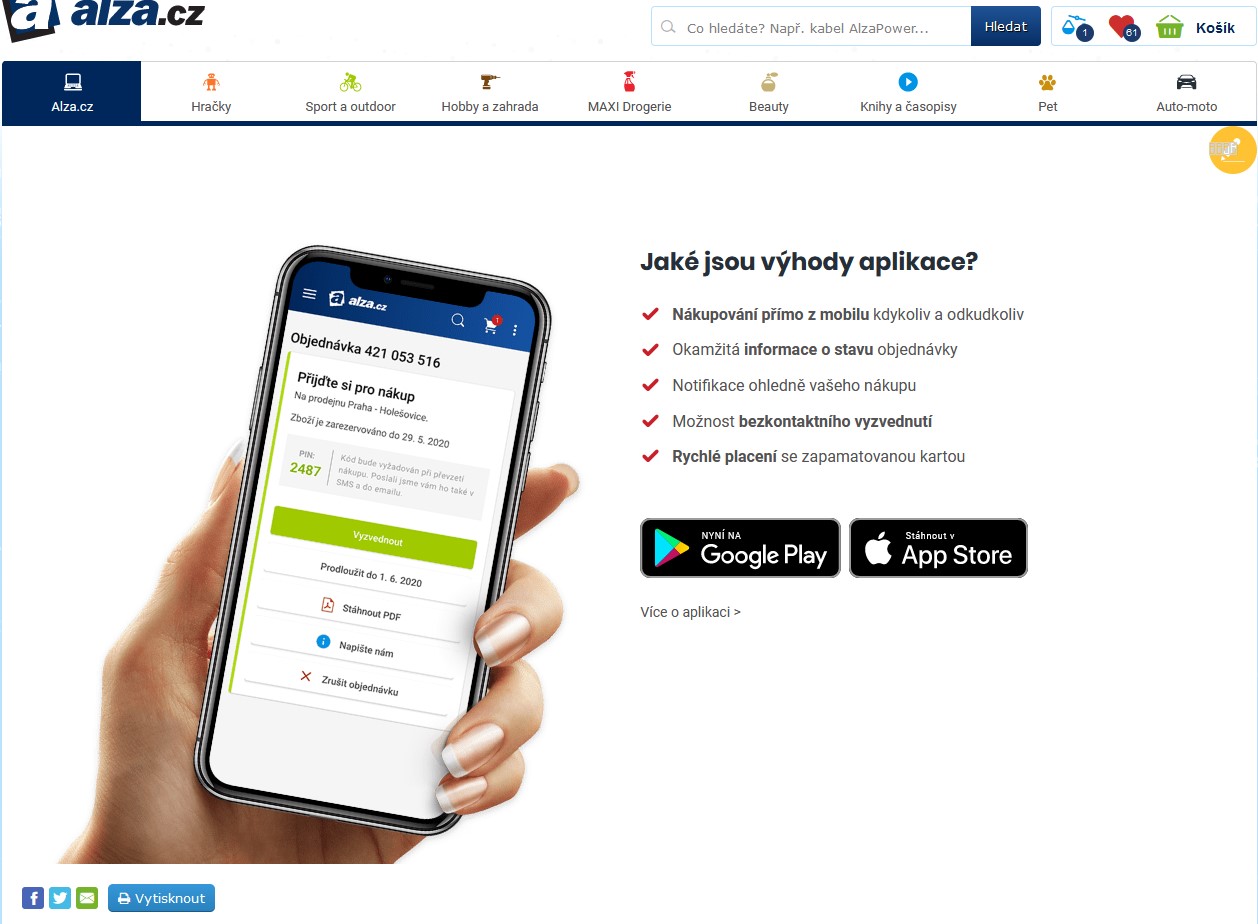 alza.cz
Co hledáte? Např. kabel AlzaPower...
Hledat
1
61
Košík
Alza.cz
Hračky
Sport a outdoor
Hobby a zahrada
MAXI Drogerie
Beauty
Knihy a časopisy
Pet
Auto-moto
alza.cz
1
Objednávka 421 053 516
Přijďte si pro nákup
Na prodejnu Praha - Holešovice.
Zboží je zarezervováno do 29. 5. 2020
PIN:
2487
Kód bude vyžadován při převzetí
nákupu. Poslali jsme vám ho také v
SMS a do emailu.
Vyzvednout
Prodloužit do 1. 6. 2020
Stáhnout PDF
Napište nám
Zrušit objednávku
Jaké jsou výhody aplikace?
Nákupování přímo z mobilu kdykoliv a odkudkoliv
Okamžitá informace o stavu objednávky
Notifikace ohledně vašeho nákupu
Možnost bezkontaktního vyzvednutí
Rychlé placení se zapamatovanou kartou
NYNÍ NA
Google Play
Stáhnout v
App Store
Více o aplikaci >
Vytisknout